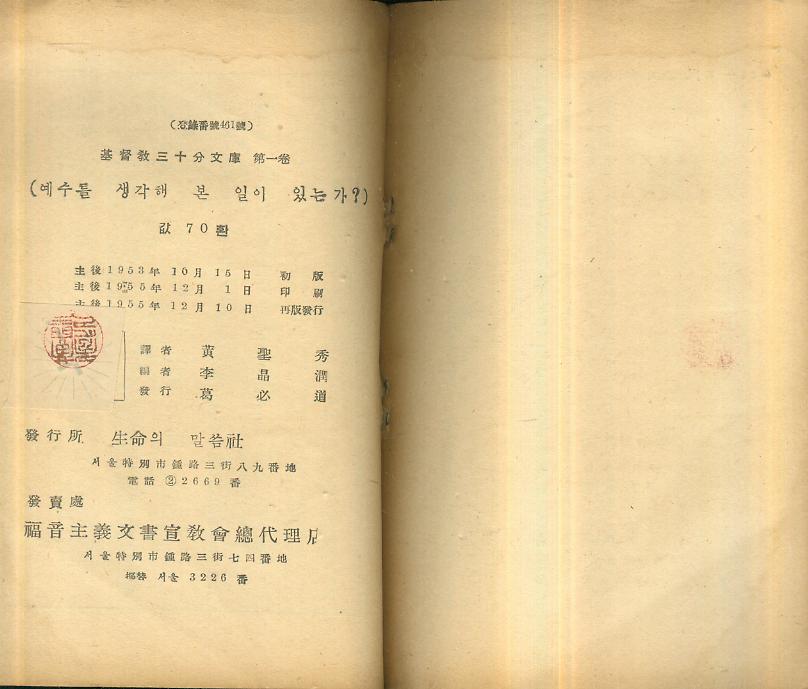 (登錄番號461號)
基督敎三十分文庫 第一卷
(예수를 생각해 본 일이 있는가?)
값 70환
主後1953年 10月 15日 初版
主後1955年 12月 1日 印刷
主後1955年 12月 10日 再版發行
譯者 黃聖秀
編者 李晶潤
發行 葛必道
發行所 生命의 말씀社
서울特別市鍾路三街八九番地
電話 ②2669番
發賣處
福音主義文書宣敎會總代理店
서울特別市鍾路三街七四番地
振替 서울 3226番